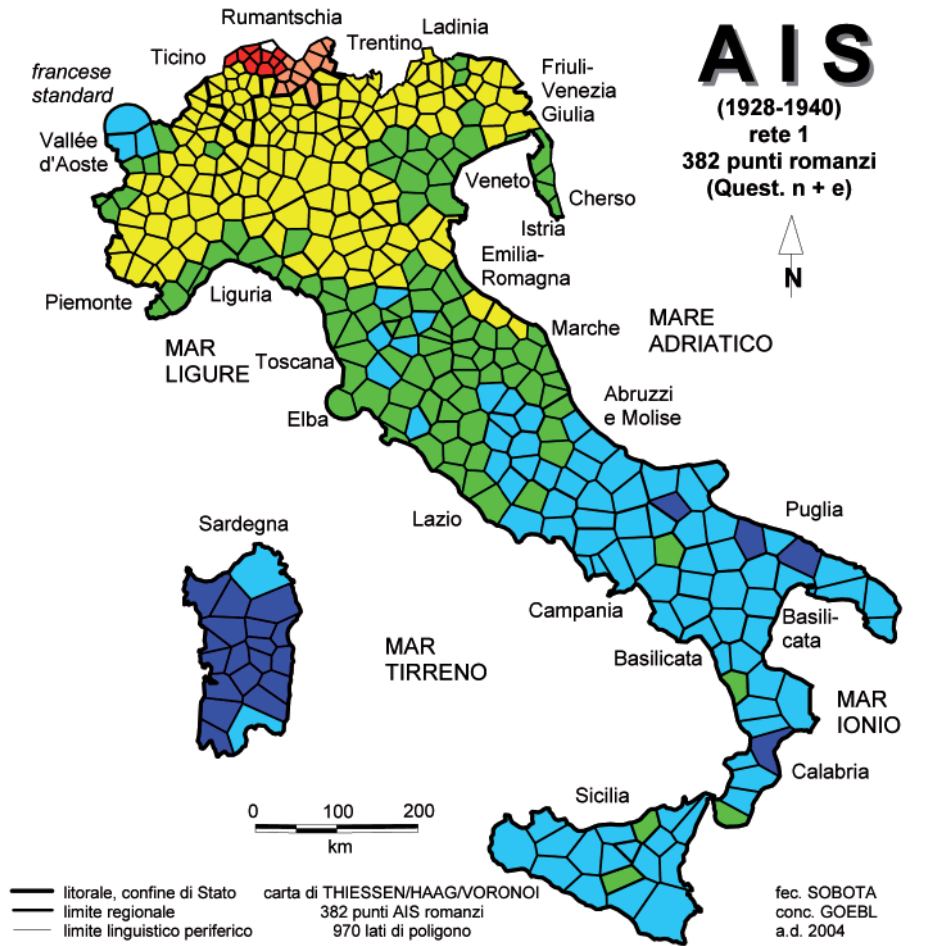 Rumantschia
Ladinia
Trentino
Ticino
francese
standard
Vallée
d'Aoste
Friuli-
Venezia
Giulia
AIS
(1928-1940)
rete 1
382 punti romanzi
(Quest. n + e)
N
Veneto
Cherso
Istria
Emilia-
Romagna
Piemonte
Liguria
Marche
MARE
ADRIATICO
MAR
LIGURE
Toscana
Elba
Abruzzi
e Molise
Lazio
Puglia
Sardegna
Campania
Basili-
cata
MAR
TIRRENO
Basilicata
MAR
IONIO
Calabria
Sicilia
0 100 200
km
litorale, confine di Stato
limite regionale
limite linguistico periferico
carta di THIESSEN/HAAG/VORONOI
382 punti AIS romanzi
970 lati di poligono
fec. SOBOTA
conc. GOEBL
a.d. 2004